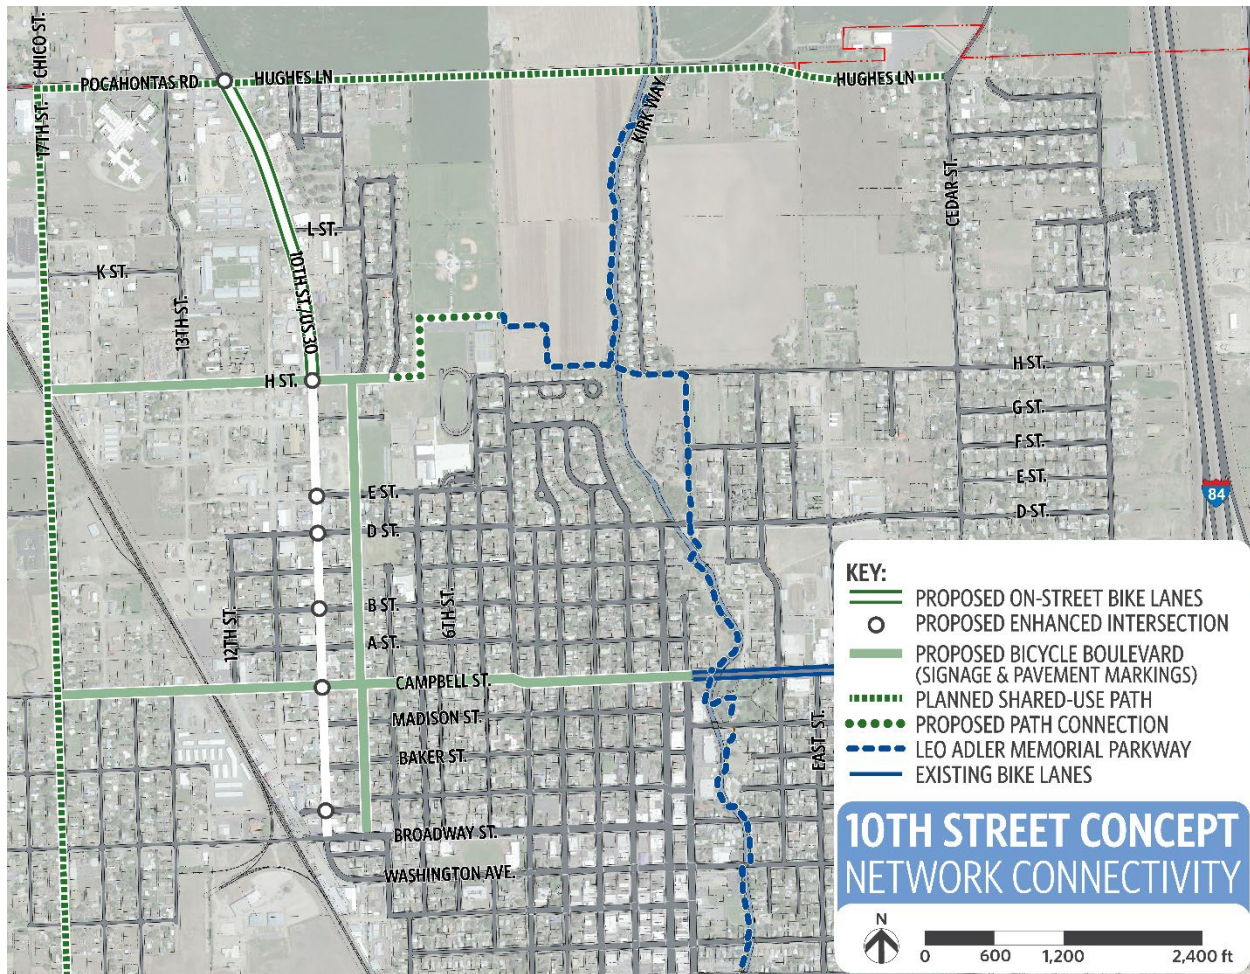 CHICO ST.
POCAHONTAS RD
HUGHES LN
HUGHES LN
17TH ST.
KIRK WAY
CEDAR ST.
L ST.
K ST.
13TH ST.
10TH ST./U.S.30
H ST.
H ST.
G ST.
F ST.
E ST.
D ST.
84
E ST.
D ST.
B ST.
6TH ST.
12TH ST.
A ST.
CAMPBELL ST.
MADISON ST.
BAKER ST.
EAST ST.
BROADWAY ST.
WASHINGTON AVE.
KEY:
PROPOSED ON-STREET BIKE LANES
PROPOSED ENHANCED INTERSECTION
PROPOSED BICYCLE BOULEVARD
(SIGNAGE & PAVEMENT MARKINGS)
PLANNED SHARED-USE PATH
PROPOSED PATH CONNECTION
LEO ADLER MEMORIAL PARKWAY
EXISTING BIKE LANES
10TH STREET CONCEPT
NETWORK CONNECTIVITY
N
0 600 1,200 2,400 ft